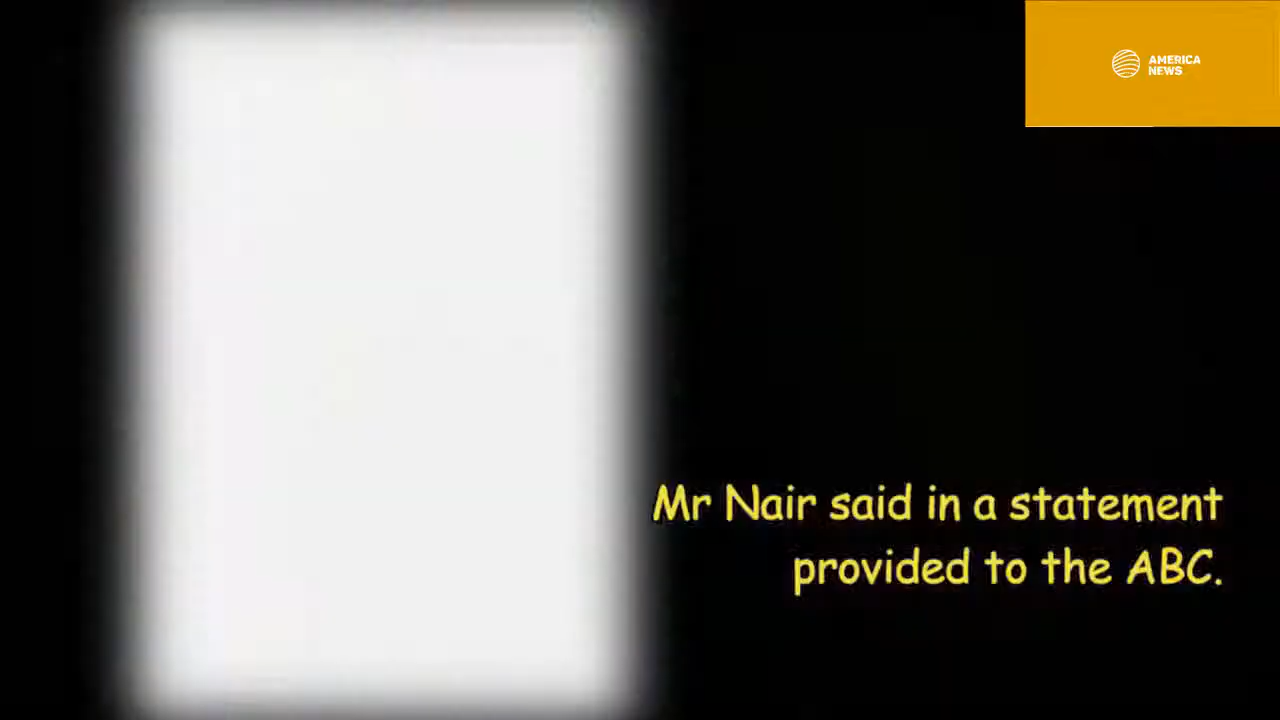 AMERICA
NEWS
Mr Nair said in a statement
provided to the ABC.